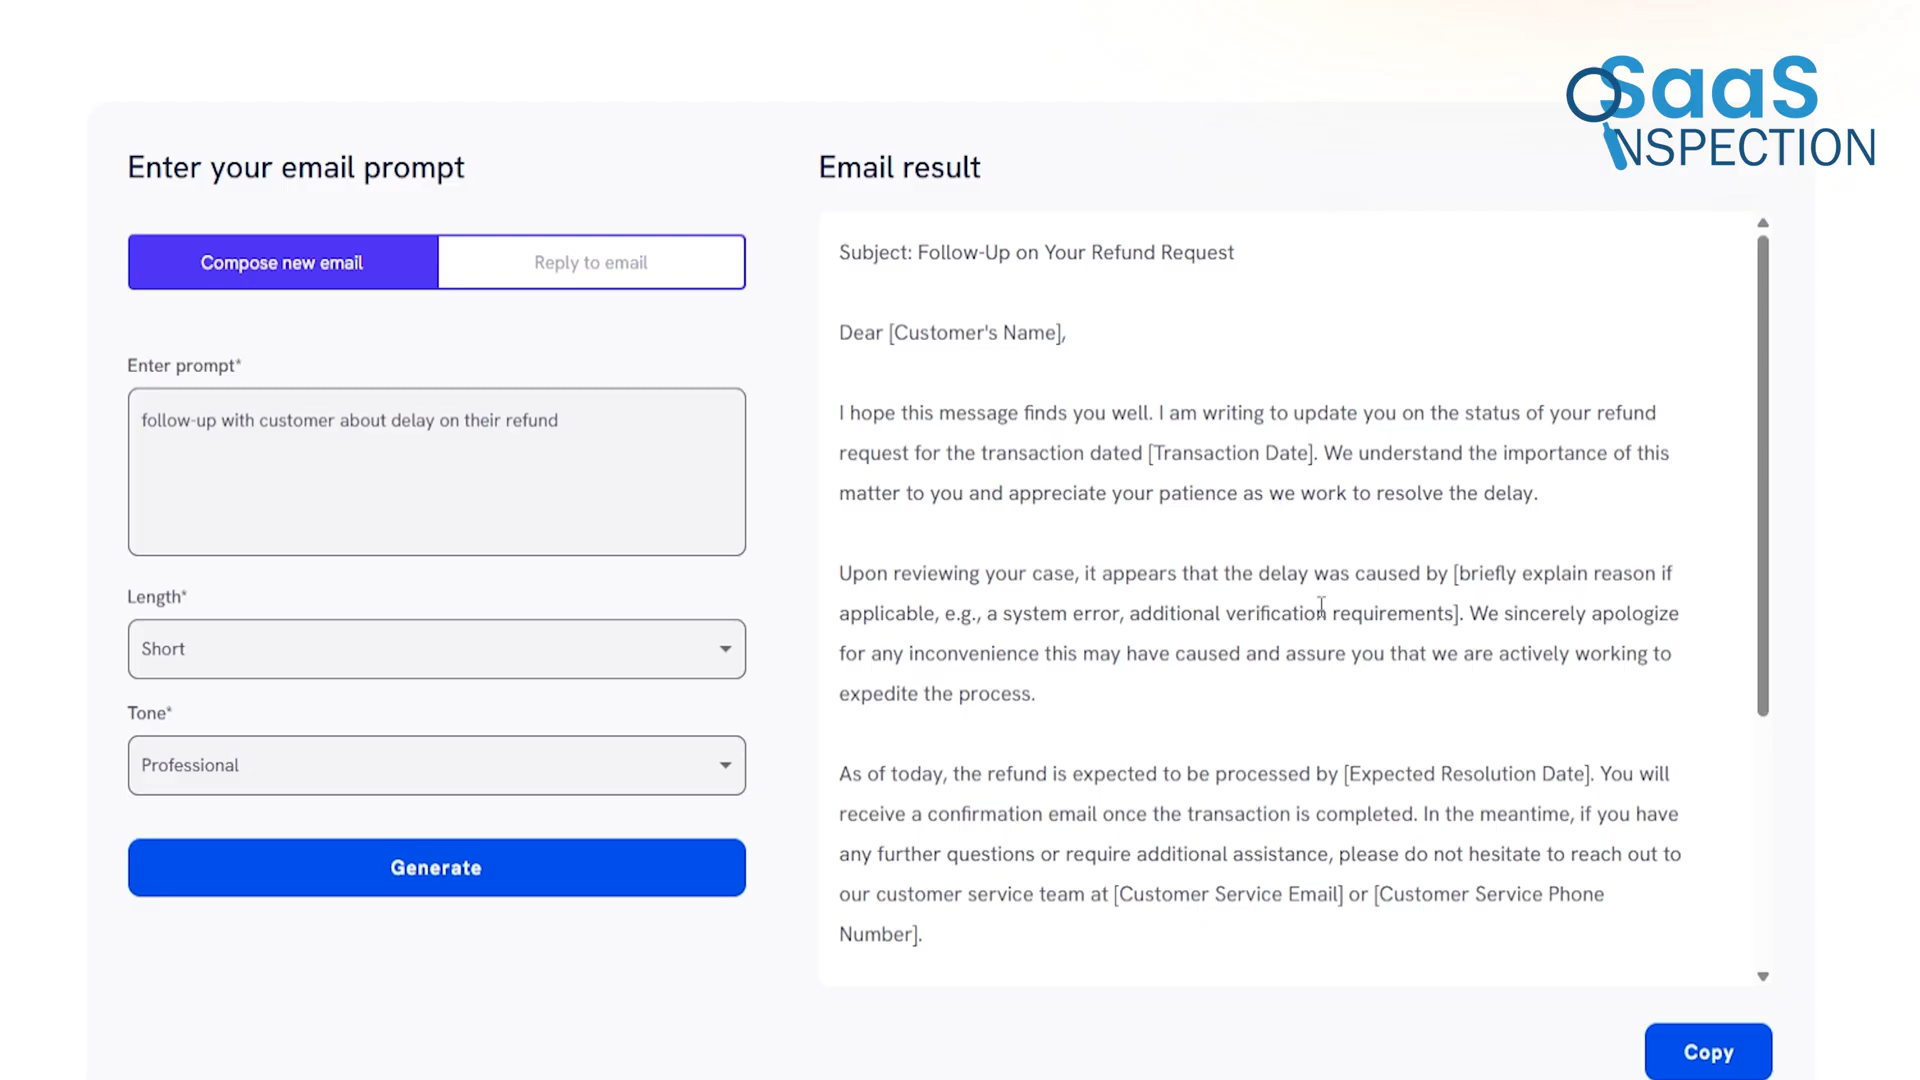 SaaS
INSPECTION
Enter your email prompt
Compose new email
Reply to email
Enter prompt*
follow-up with customer about delay on their refund
Length*
Short
Tone*
Professional
Generate
Email result
Subject: Follow-Up on Your Refund Request
Dear [Customer's Name],
I hope this message finds you well. I am writing to update you on the status of your refund
request for the transaction dated [Transaction Date]. We understand the importance of this
matter to you and appreciate your patience as we work to resolve the delay.
Upon reviewing your case, it appears that the delay was caused by [briefly explain reason if
applicable, e.g., a system error, additional verification requirements]. We sincerely apologize
for any inconvenience this may have caused and assure you that we are actively working to
expedite the process.
As of today, the refund is expected to be processed by [Expected Resolution Date]. You will
receive a confirmation email once the transaction is completed. In the meantime, if you have
any further questions or require additional assistance, please do not hesitate to reach out to
our customer service team at [Customer Service Email] or [Customer Service Phone
Number].
Copy